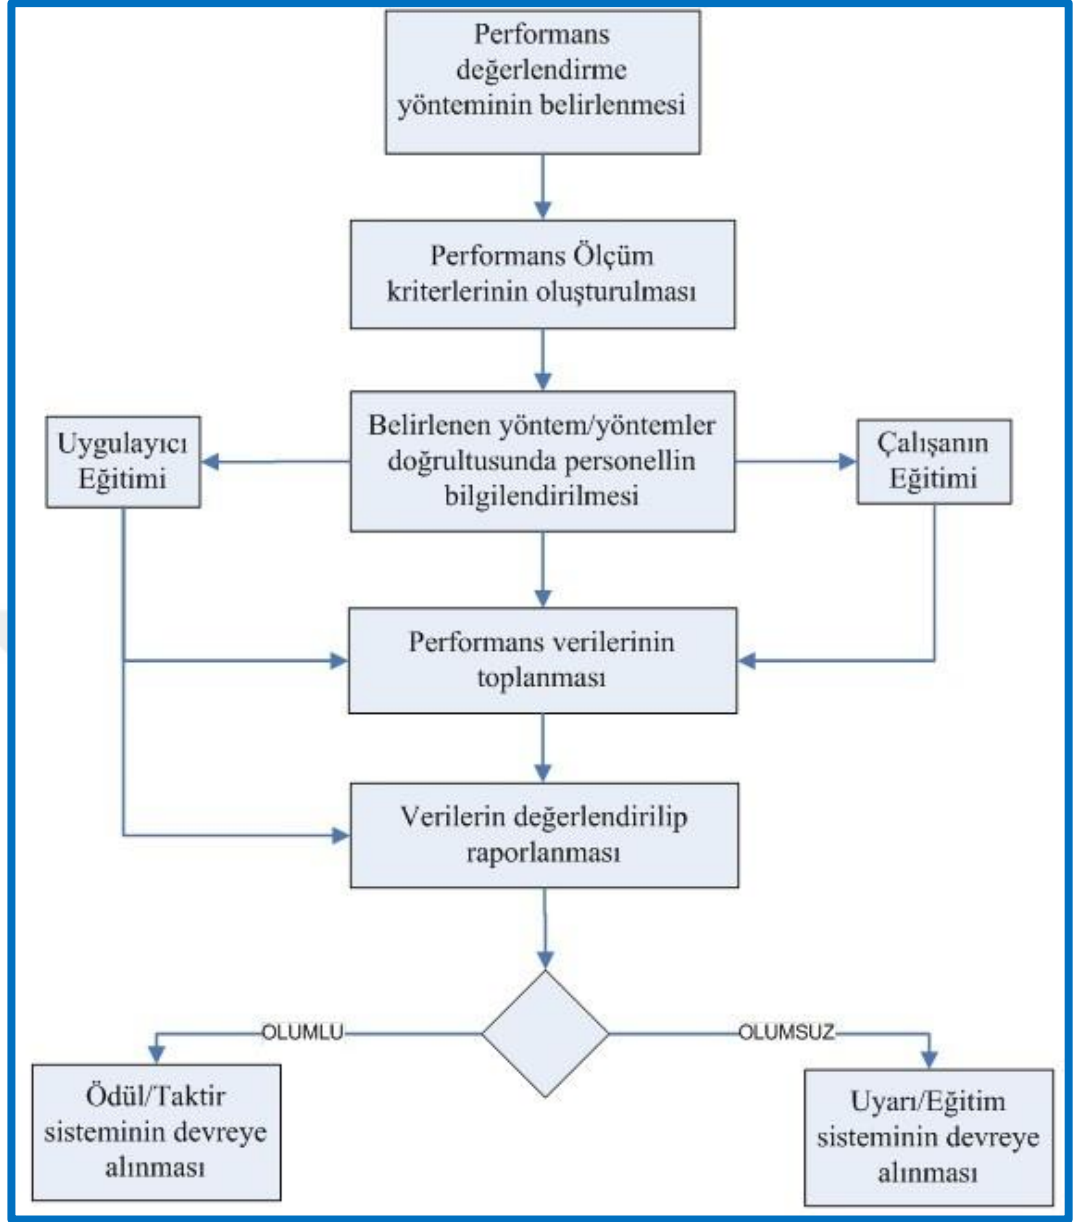 Performans
değerlendirme
yönteminin belirlenmesi
Performans Ölçüm
kriterlerinin oluşturulması
Belirlenen yöntem/yöntemler
doğrultusunda personellin
bilgilendirilmesi
Uygulayıcı
Eğitimi
Çalışanın
Eğitimi
Performans verilerinin
toplanması
Verilerin değerlendirilip
raporlanması
OLUMLU
OLUMSUZ
Ödül/Taktir
sisteminin devreye
alınması
Uyarı/Eğitim
sisteminin devreye
alınması